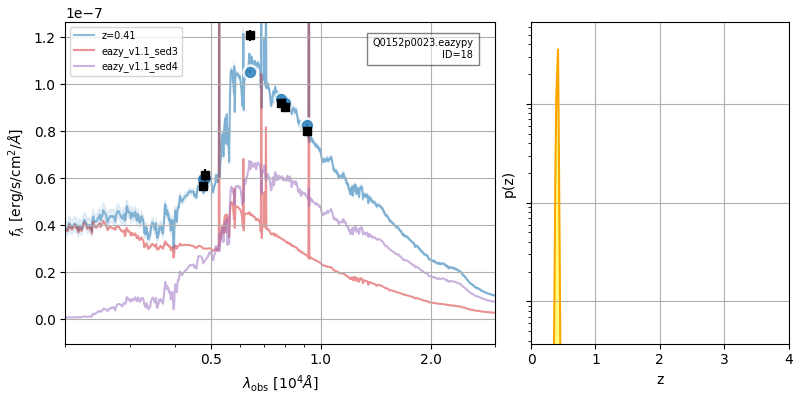 1e−7
z=0.41
eazy_v1.1_sed3
eazy_v1.1_sed4
Q0152p0023.eazypy
ID=18
1.2
1.0
0.8
0.6
0.4
0.2
0.0
f_λ [erg/s/cm²/Å]
0.5 1.0 2.0
λ_obs [10⁴Å]
p(z)
0 1 2 3 4
z